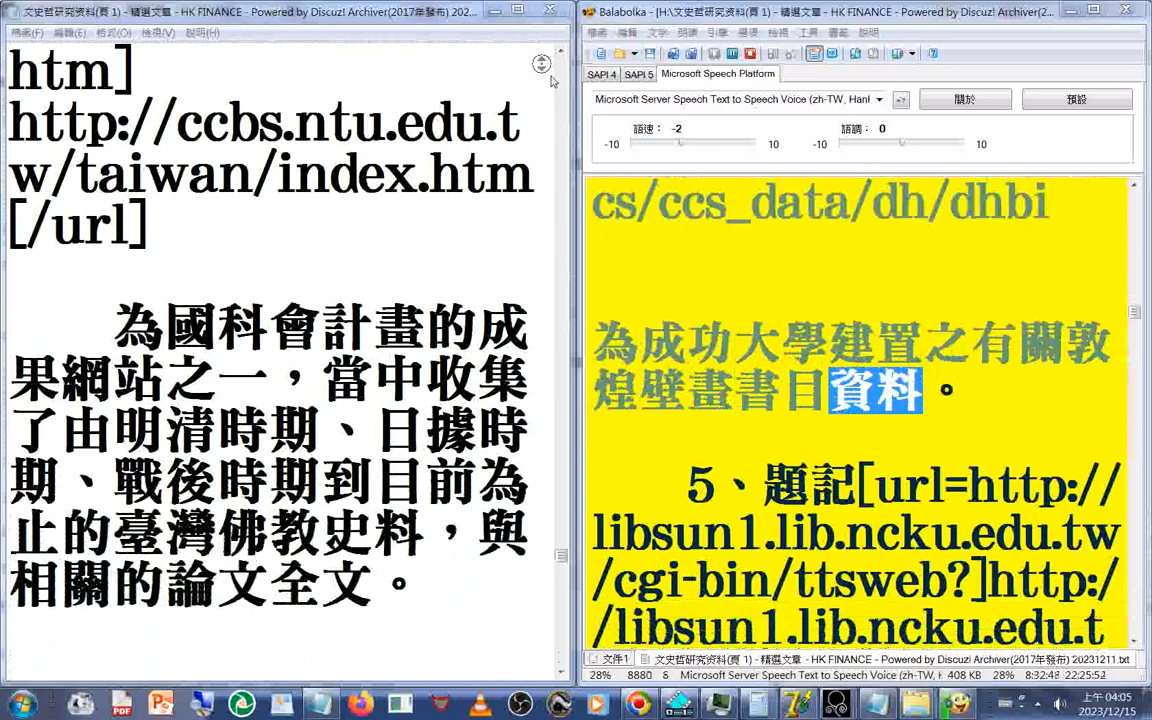 文史哲研究资料(頁 1) - 精選文章 - HK FINANCE - Powered by Discuz! Archiver(2017年發布) 202...
檔案(F) 編輯(E) 格式(O) 檢視(V) 說明(H)
htm]
http://ccbs.ntu.edu.t
w/taiwan/index.htm
[/url]
為國科會計畫的成
果網站之一，當中收集
了由明清時期、日據時
期、戰後時期到目前為
止的臺灣佛教史料，與
相關的論文全文。
Balabolka - [H:\文史哲研究资料(頁 1) - 精選文章 - HK FINANCE - Powered by Discuz! Archiver(2...
檔案 編輯 文字 朗讀 引擎 選項 檢視 工具 書籤 說明
SAPI 4 SAPI 5 Microsoft Speech Platform
Microsoft Server Speech Text to Speech Voice (zh-TW, Hanl
關於
預設
語速： -2
語調： 0
-10 10 -10 10
cs/ccs_data/dh/dhbi
為成功大學建置之有關敦
煌壁畫書目資料。
5、題記[url=http://
libsun1.lib.ncku.edu.tw
/cgi-bin/ttsweb?]http:/
/libsun1.lib.ncku.edu.t
文件1 文史哲研究资料(頁 1) - 精選文章 - HK FINANCE - Powered by Discuz! Archiver(2017年發布) 20231211.txt
28% 8880 δ Microsoft Server Speech Text to Speech Voice (zh-TW, H 28% 408 KB 8:32:48 22:25:52
上午 04:05
2023/12/15